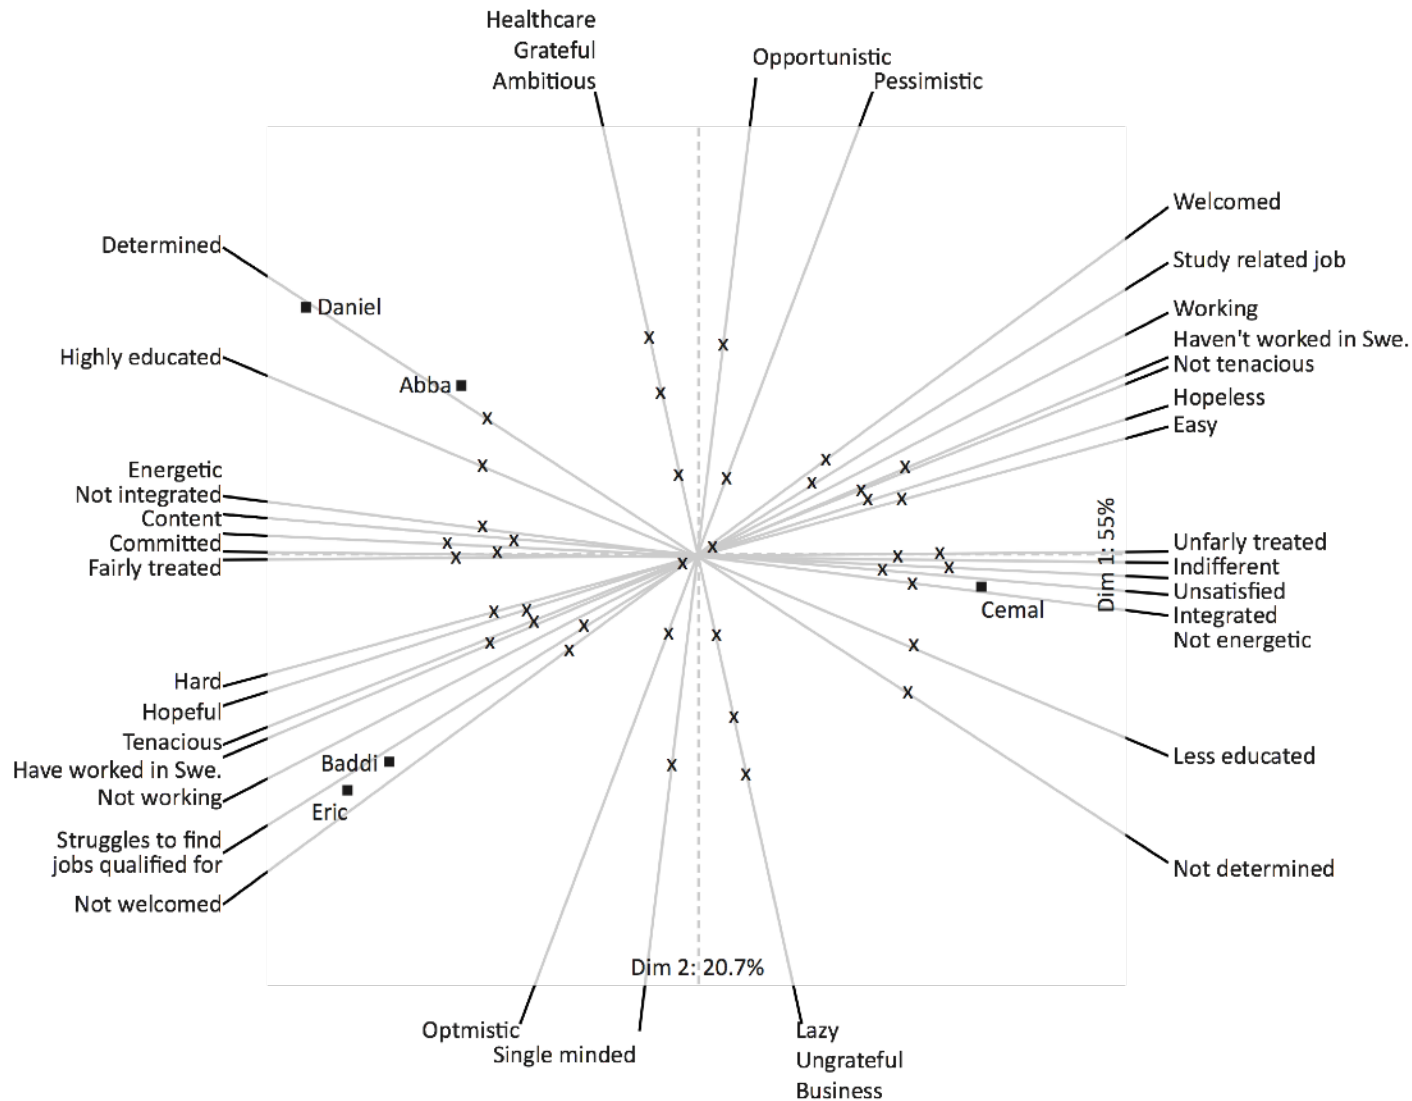 Healthcare
Grateful
Ambitious
Opportunistic
Pessimistic
Welcomed
Determined
Study related job
Daniel
Working
Haven't worked in Swe.
Highly educated
Not tenacious
Abba
Hopeless
Easy
Energetic
Not integrated
Content
Committed
Fairly treated
Dim 1: 55%
Unfarly treated
Indifferent
Unsatisfied
Integrated
Not energetic
Cemal
Hard
Hopeful
Tenacious
Have worked in Swe.
Not working
Baddi
Eric
Struggles to find
jobs qualified for
Not welcomed
Less educated
Not determined
Dim 2: 20.7%
Optmistic
Single minded
Lazy
Ungrateful
Business